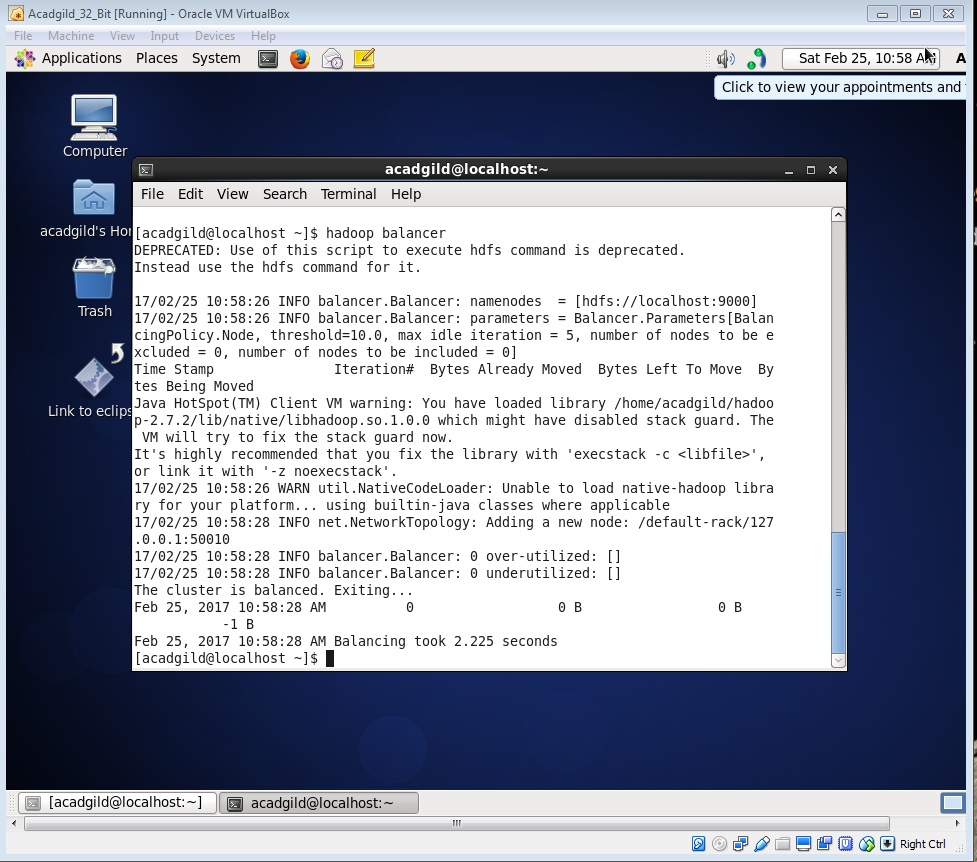 Acadgild_32_Bit [Running] - Oracle VM VirtualBox
File Machine View Input Devices Help
Applications Places System Sat Feb 25, 10:58
Click to view your appointments and
Computer
acadgild's Ho
Trash
Link to eclips
acadgild@localhost:~
File Edit View Search Terminal Help
[acadgild@localhost ~]$ hadoop balancer
DEPRECATED: Use of this script to execute hdfs command is deprecated.
Instead use the hdfs command for it.
17/02/25 10:58:26 INFO balancer.Balancer: namenodes  = [hdfs://localhost:9000]
17/02/25 10:58:26 INFO balancer.Balancer: parameters = Balancer.Parameters[Balan
cingPolicy.Node, threshold=10.0, max idle iteration = 5, number of nodes to be e
xcluded = 0, number of nodes to be included = 0]
Time Stamp               Iteration#  Bytes Already Moved  Bytes Left To Move  By
tes Being Moved
Java HotSpot(TM) Client VM warning: You have loaded library /home/acadgild/hadoo
p-2.7.2/lib/native/libhadoop.so.1.0.0 which might have disabled stack guard. The
 VM will try to fix the stack guard now.
It's highly recommended that you fix the library with 'execstack -c <libfile>',
or link it with '-z noexecstack'.
17/02/25 10:58:26 WARN util.NativeCodeLoader: Unable to load native-hadoop libra
ry for your platform... using builtin-java classes where applicable
17/02/25 10:58:28 INFO net.NetworkTopology: Adding a new node: /default-rack/127
.0.0.1:50010
17/02/25 10:58:28 INFO balancer.Balancer: 0 over-utilized: []
17/02/25 10:58:28 INFO balancer.Balancer: 0 underutilized: []
The cluster is balanced. Exiting...
Feb 25, 2017 10:58:28 AM          0                  0 B                 0 B
           -1 B
Feb 25, 2017 10:58:28 AM Balancing took 2.225 seconds
[acadgild@localhost ~]$
[acadgild@localhost:~] acadgild@localhost:~
Right Ctrl